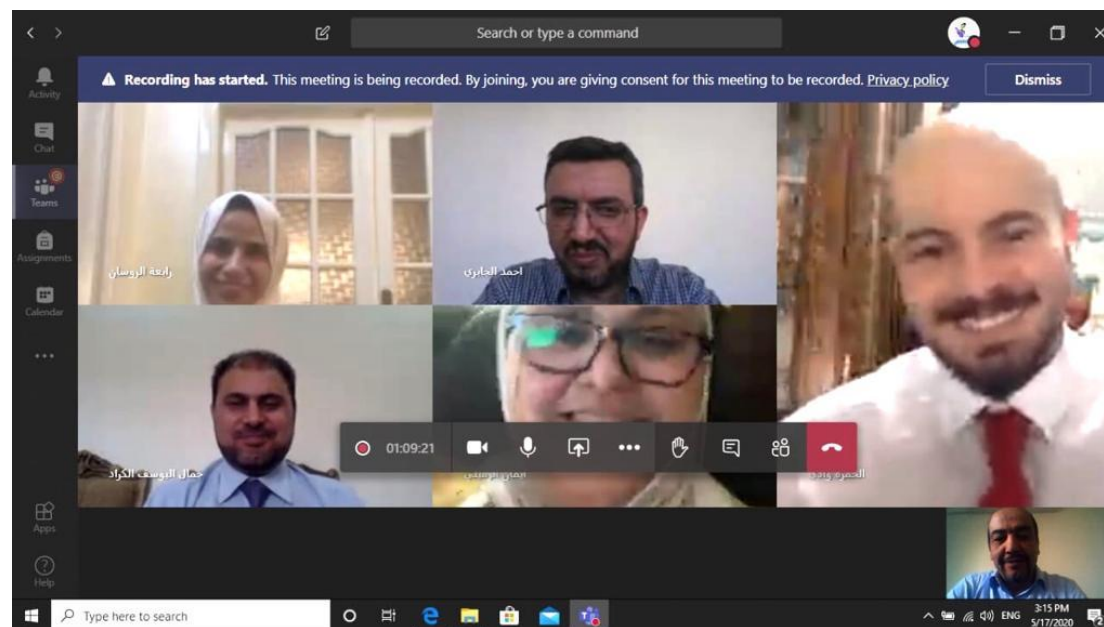 Search or type a command
Recording has started. This meeting is being recorded. By joining, you are giving consent for this meeting to be recorded. Privacy policy
Dismiss
Activity
Chat
Teams
Assignments
Calendar
Apps
Help
رابعة الروسان
احمد الجابري
جمال اليوسف الكراد
01:09:21
Type here to search
ENG
3:15 PM
5/17/2020
2